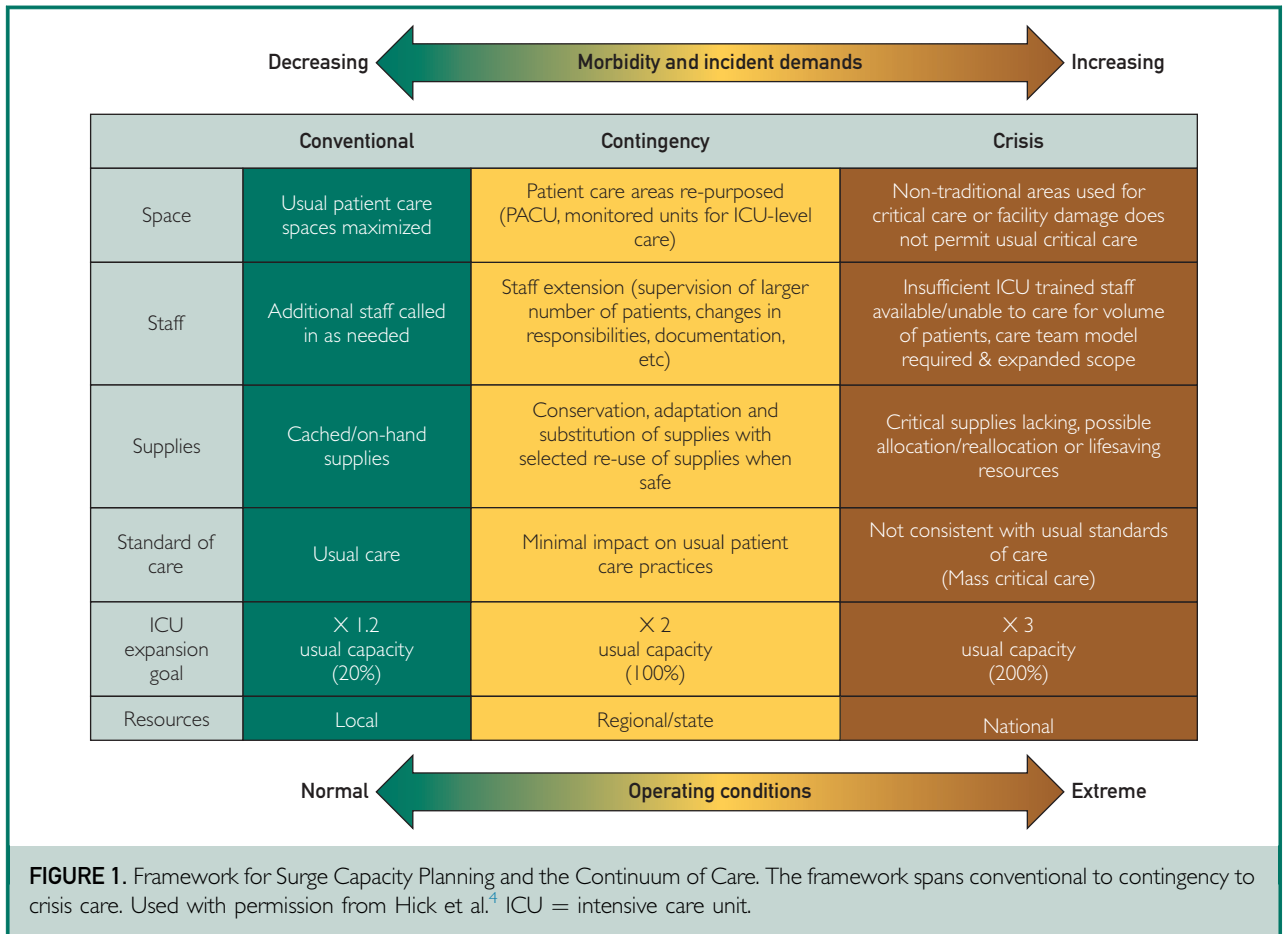 Decreasing Morbidity and incident demands Increasing
Conventional Contingency Crisis
Space
Usual patient care
spaces maximized
Patient care areas re-purposed
(PACU, monitored units for ICU-level
care)
Non-traditional areas used for
critical care or facility damage does
not permit usual critical care
Staff
Additional staff called
in as needed
Staff extension (supervision of larger
number of patients, changes in
responsibilities, documentation,
etc)
Insufficient ICU trained staff
available/unable to care for volume
of patients, care team model
required & expanded scope
Supplies
Cached/on-hand
supplies
Conservation, adaptation and
substitution of supplies with
selected re-use of supplies when
safe
Critical supplies lacking, possible
allocation/reallocation or lifesaving
resources
Standard of
care
Usual care
Minimal impact on usual patient
care practices
Not consistent with usual standards
of care
(Mass critical care)
ICU
expansion
goal
X 1.2
usual capacity
(20%)
X 2
usual capacity
(100%)
X 3
usual capacity
(200%)
Resources
Local
Regional/state
National
Normal Operating conditions Extreme
FIGURE 1. Framework for Surge Capacity Planning and the Continuum of Care. The framework spans conventional to contingency to
crisis care. Used with permission from Hick et al.4 ICU = intensive care unit.